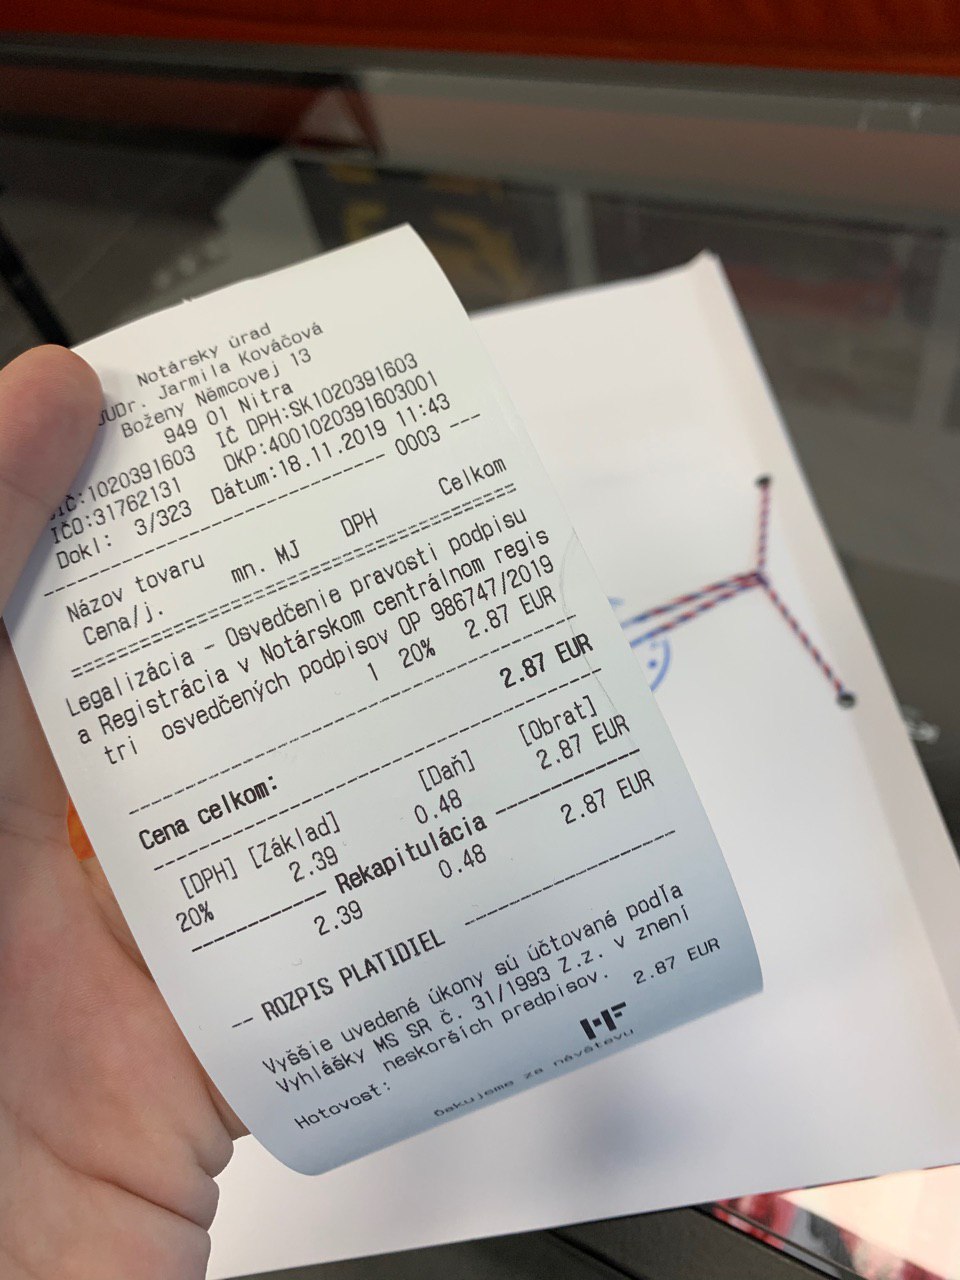 Notársky úrad
JUDr. Jarmila Kováčová
Boženy Němcovej 13
949 01 Nitra
DIČ:1020391603 IČ DPH:SK1020391603
IČO:31762131 DKP:4001020391603001
Dokl: 3/323 Dátum:18.11.2019 11:43
0003
Názov tovaru
Cena/j. mn. MJ DPH Celkom
Legalizácia - Osvedčenie pravosti podpisu
a Registrácia v Notárskom centrálnom regis
tri osvedčených podpisov OP 986747/2019
1 20% 2.87 EUR
Cena celkom: 2.87 EUR
[DPH] [Základ] [Daň] [Obrat]
20% 2.39 0.48 2.87 EUR
Rekapitulácia
2.39 0.48 2.87 EUR
-- ROZPIS PLATIDIEL
Vyššie uvedené úkony sú účtované podľa
Vyhlášky MS SR č. 31/1993 Z.z. v znení
neskorších predpisov.
Hotovosť: 2.87 EUR
Ďakujeme za návštevu